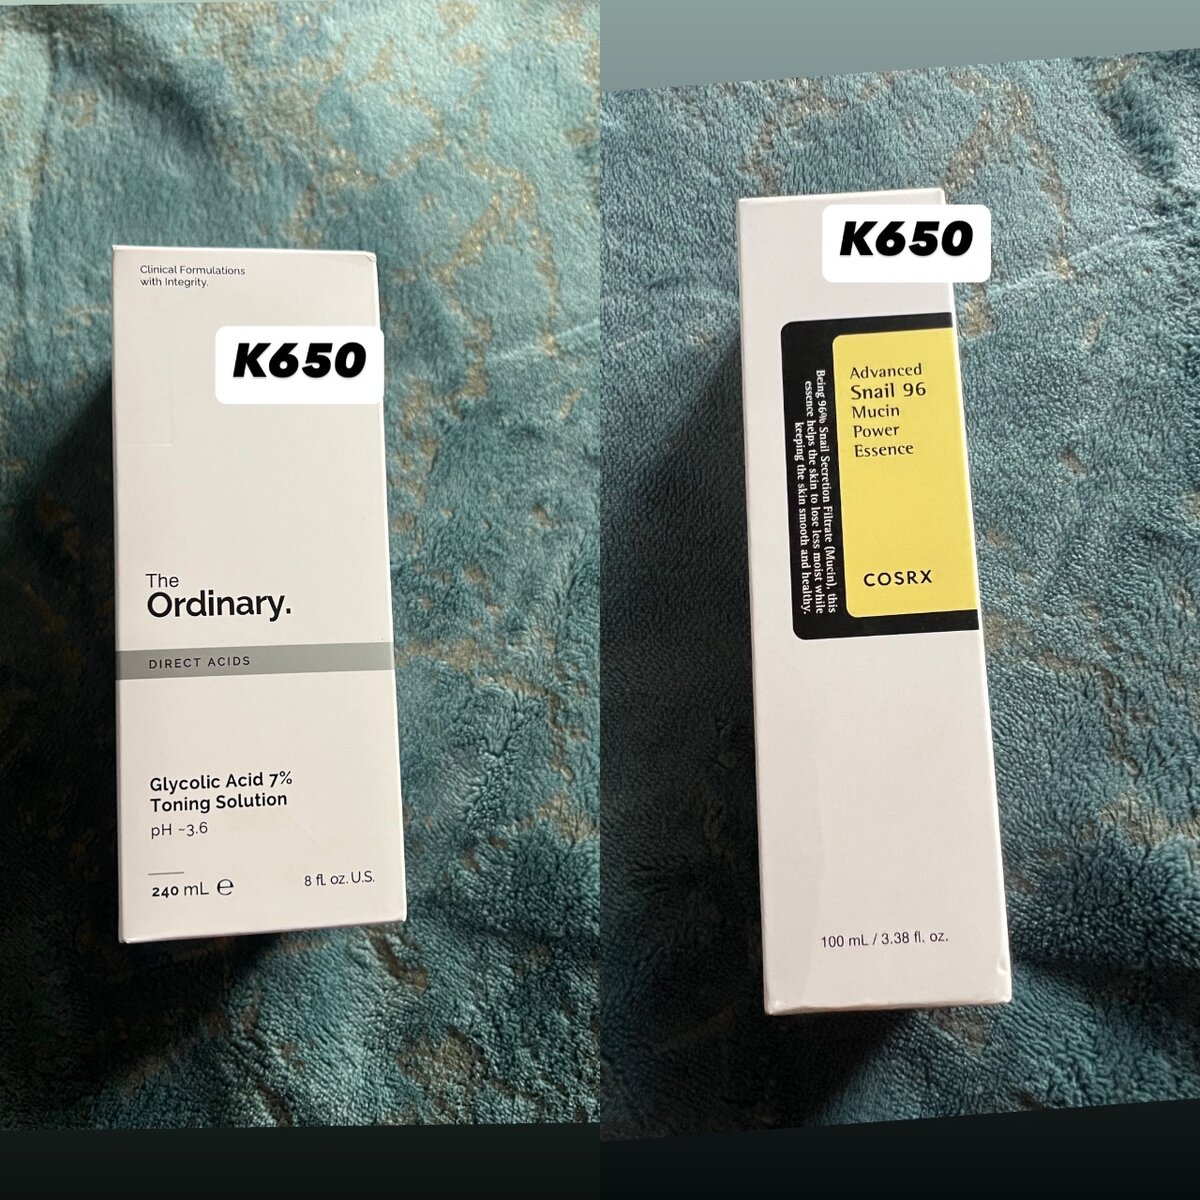 Clinical Formulations
with Integrity.
K650
The
Ordinary.
DIRECT ACIDS
Glycolic Acid 7%
Toning Solution
pH ~3.6
240 mL ℮
8 fl. oz. U.S.
K650
Being 96% Snail Secretion Filtrate (Mucin), this
essence helps the skin to lose less moist while
keeping the skin smooth and healthy.
Advanced
Snail 96
Mucin
Power
Essence
COSRX
100 mL / 3.38 fl. oz.